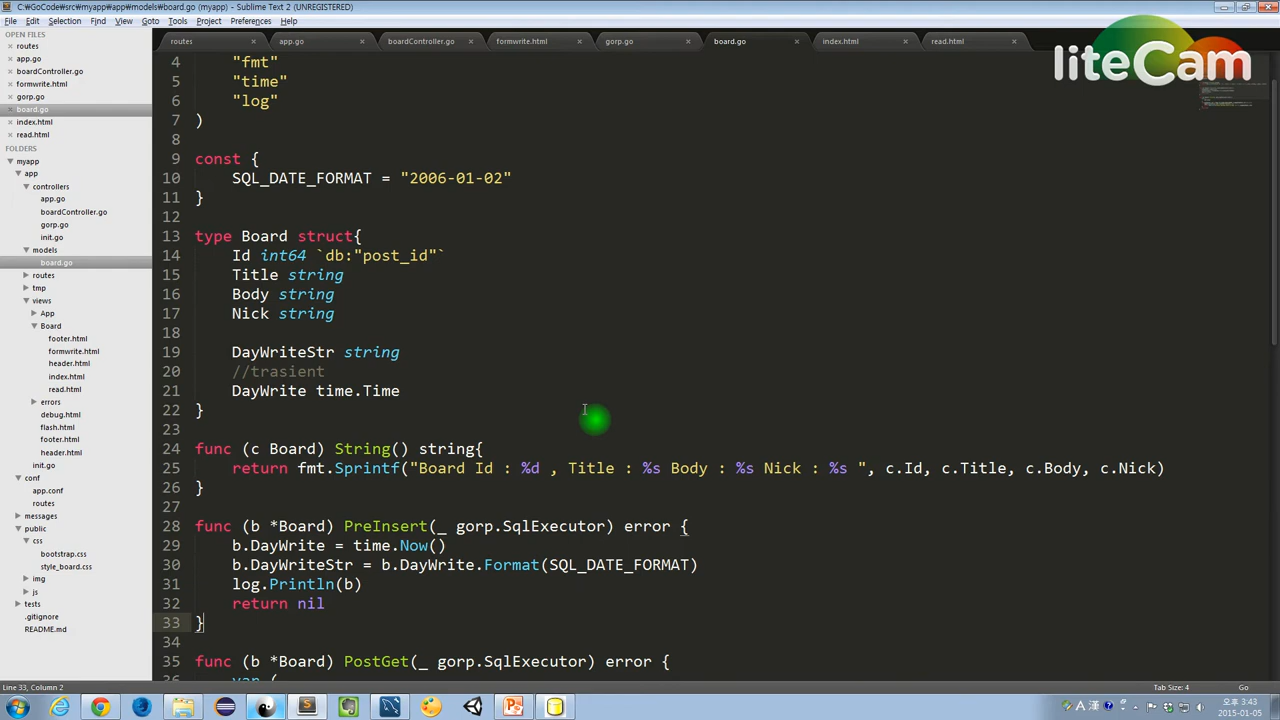 C:₩GoCode₩src₩myapp₩app₩models₩board.go (myapp) - Sublime Text 2 (UNREGISTERED)
File Edit Selection Find View Goto Tools Project Preferences Help
OPEN FILES
routes
app.go
boardController.go
formwrite.html
gorp.go
board.go
index.html
read.html
FOLDERS
myapp
app
controllers
app.go
boardController.go
gorp.go
init.go
models
board.go
routes
tmp
views
App
Board
footer.html
formwrite.html
header.html
index.html
read.html
errors
debug.html
flash.html
footer.html
header.html
init.go
conf
app.conf
routes
messages
public
css
bootstrap.css
style_board.css
img
js
tests
.gitignore
README.md
routes app.go boardController.go formwrite.html gorp.go board.go index.html read.html
liteCam
4 "fmt"
5 "time"
6 "log"
7 )
8
9 const {
10 SQL_DATE_FORMAT = "2006-01-02"
11 }
12
13 type Board struct{
14 Id int64 `db:"post_id"`
15 Title string
16 Body string
17 Nick string
18
19 DayWriteStr string
20 //trasient
21 DayWrite time.Time
22 }
23
24 func (c Board) String() string{
25 return fmt.Sprintf("Board Id : %d , Title : %s Body : %s Nick : %s ", c.Id, c.Title, c.Body, c.Nick)
26 }
27
28 func (b *Board) PreInsert(_ gorp.SqlExecutor) error {
29 b.DayWrite = time.Now()
30 b.DayWriteStr = b.DayWrite.Format(SQL_DATE_FORMAT)
31 log.Println(b)
32 return nil
33 }
34
35 func (b *Board) PostGet(_ gorp.SqlExecutor) error {
36 var (
Line 33, Column 2 Tab Size: 4 Go
A 漢
오후 3:43
2015-01-05